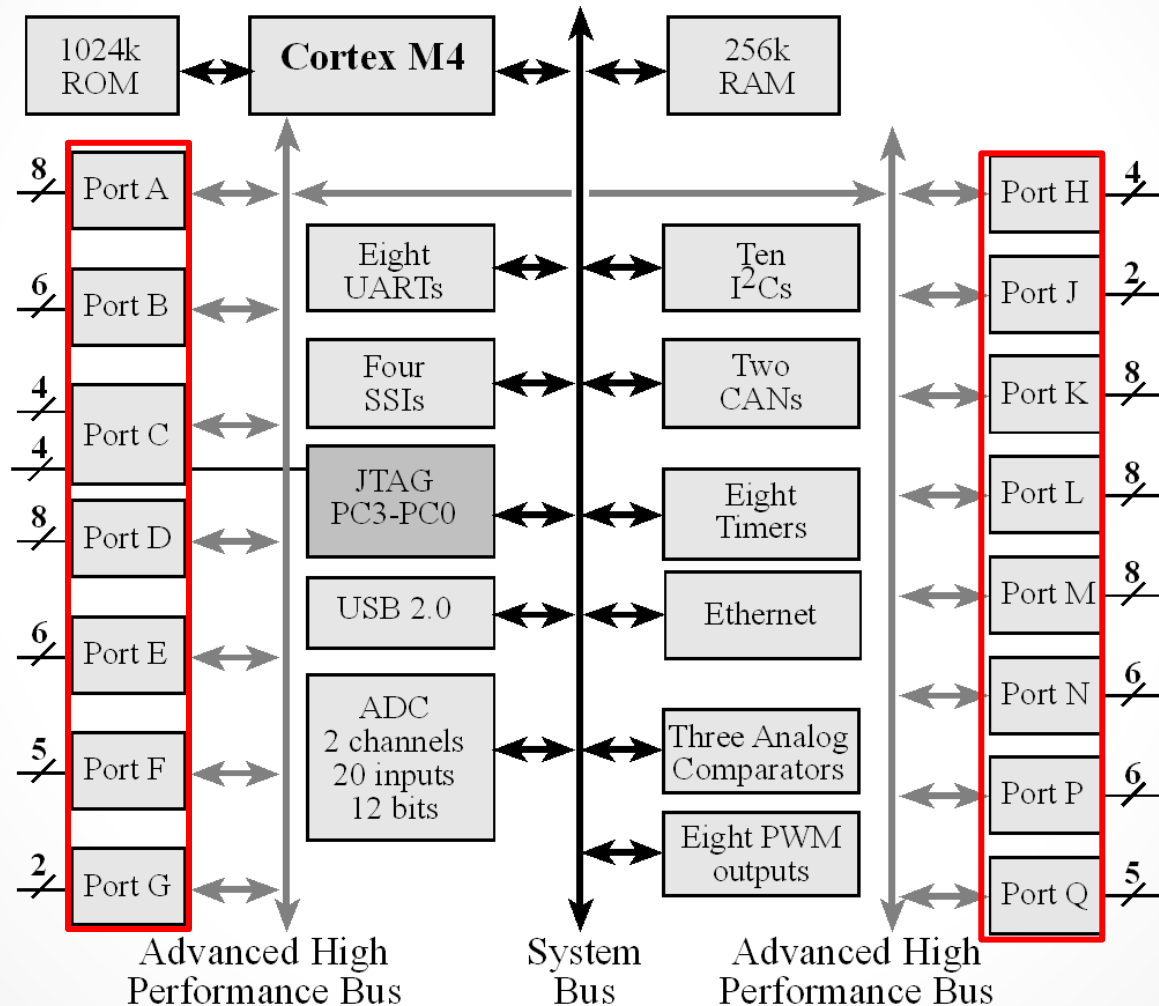 1024k
ROM
Cortex M4
256k
RAM
8
Port A
6
Port B
4
Port C
4
8
Port D
6
Port E
5
Port F
2
Port G
Eight
UARTs
Four
SSIs
JTAG
PC3-PC0
USB 2.0
ADC
2 channels
20 inputs
12 bits
Ten
I²Cs
Two
CANs
Eight
Timers
Ethernet
Three Analog
Comparators
Eight PWM
outputs
Port H
4
Port J
2
Port K
8
Port L
8
Port M
8
Port N
6
Port P
6
Port Q
5
Advanced High
Performance Bus
System
Bus
Advanced High
Performance Bus